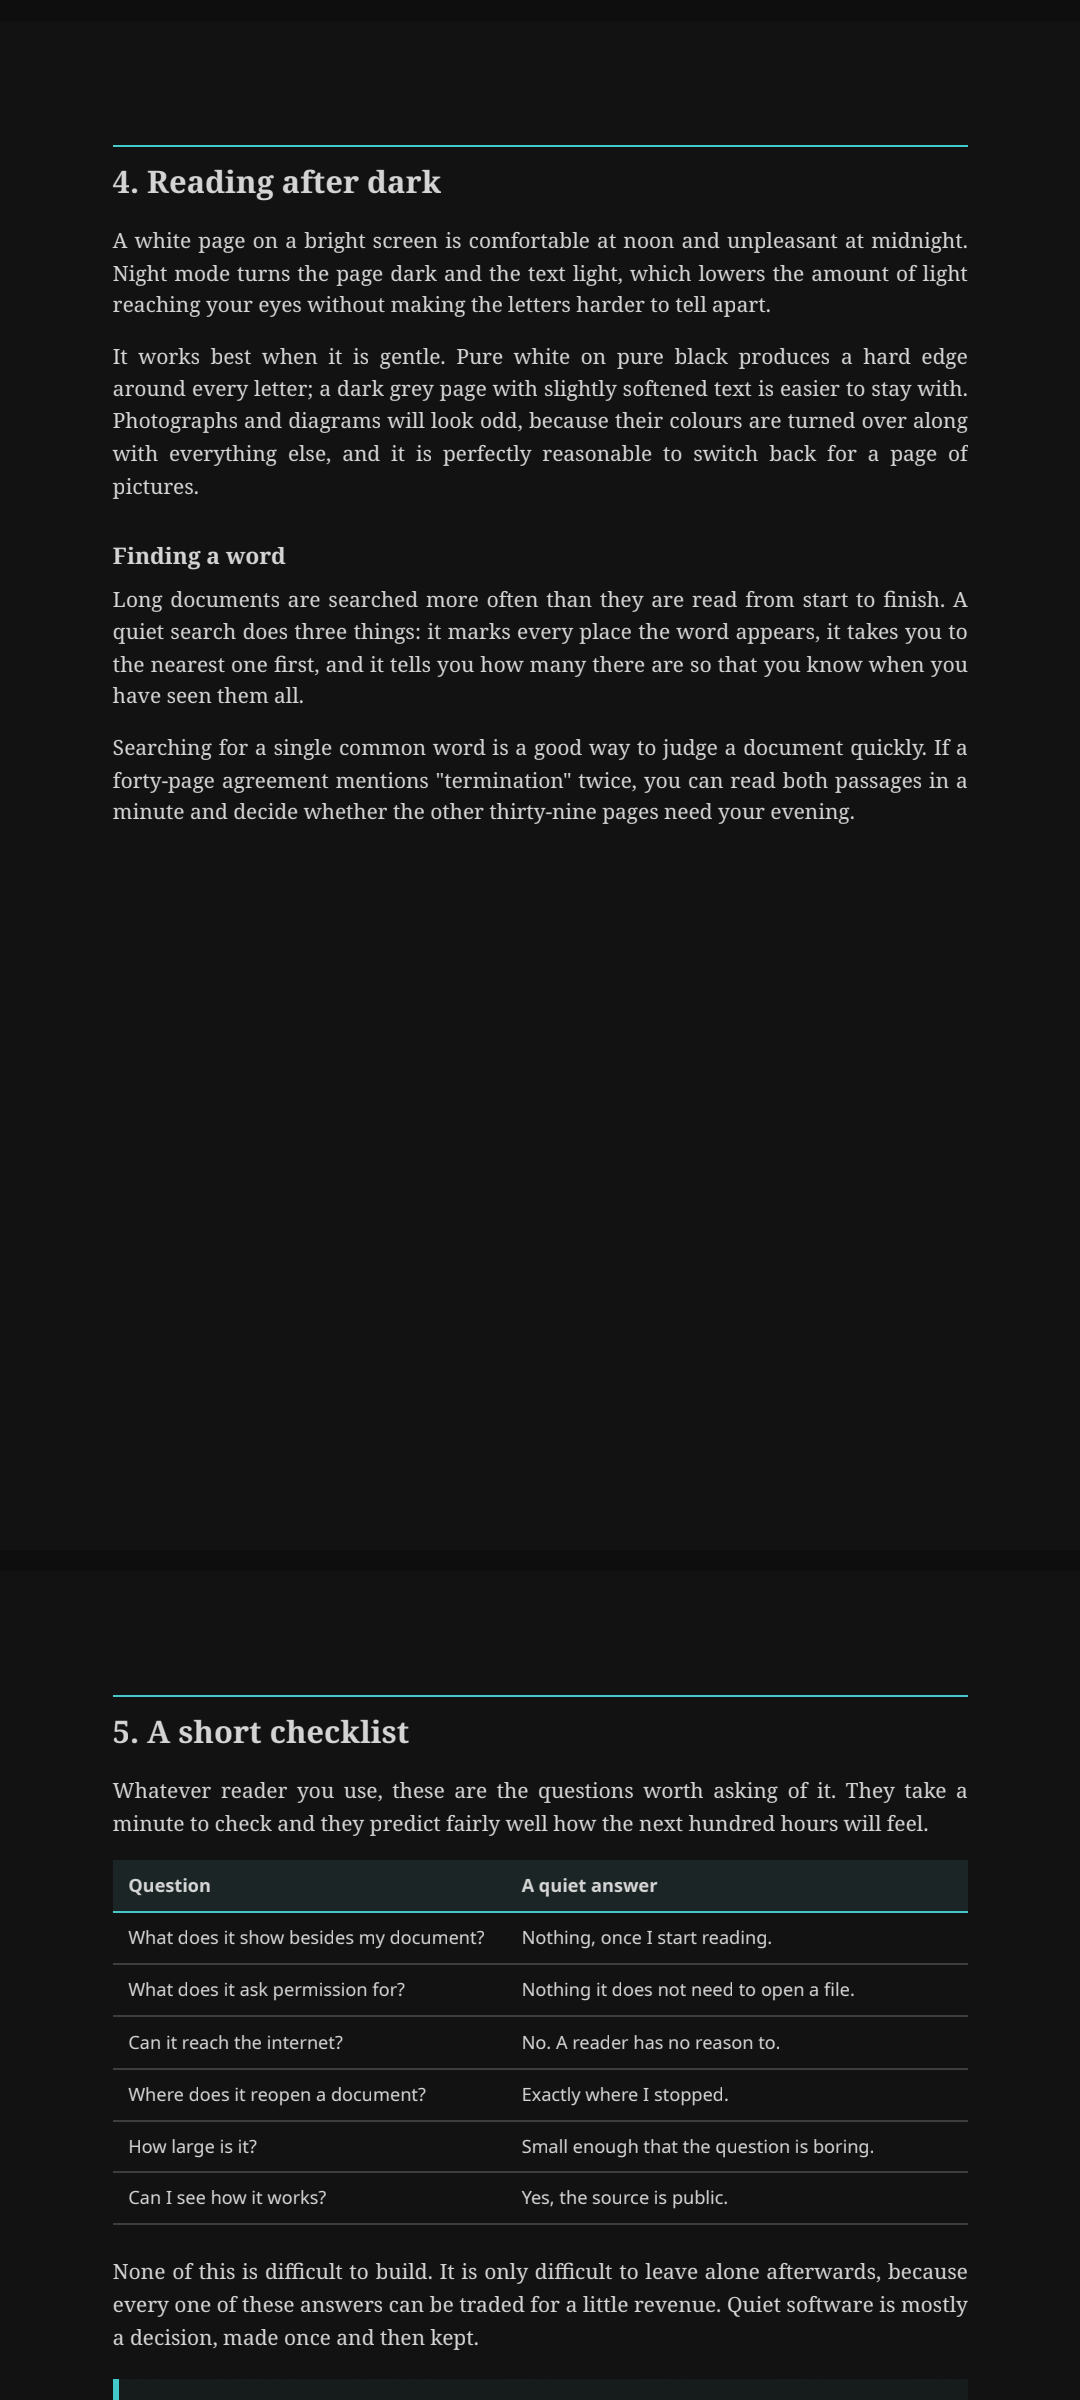 4. Reading after dark
A white page on a bright screen is comfortable at noon and unpleasant at midnight.
Night mode turns the page dark and the text light, which lowers the amount of light
reaching your eyes without making the letters harder to tell apart.
It works best when it is gentle. Pure white on pure black produces a hard edge
around every letter; a dark grey page with slightly softened text is easier to stay with.
Photographs and diagrams will look odd, because their colours are turned over along
with everything else, and it is perfectly reasonable to switch back for a page of
pictures.
Finding a word
Long documents are searched more often than they are read from start to finish. A
quiet search does three things: it marks every place the word appears, it takes you to
the nearest one first, and it tells you how many there are so that you know when you
have seen them all.
Searching for a single common word is a good way to judge a document quickly. If a
forty-page agreement mentions "termination" twice, you can read both passages in a
minute and decide whether the other thirty-nine pages need your evening.
5. A short checklist
Whatever reader you use, these are the questions worth asking of it. They take a
minute to check and they predict fairly well how the next hundred hours will feel.
Question A quiet answer
What does it show besides my document? Nothing, once I start reading.
What does it ask permission for? Nothing it does not need to open a file.
Can it reach the internet? No. A reader has no reason to.
Where does it reopen a document? Exactly where I stopped.
How large is it? Small enough that the question is boring.
Can I see how it works? Yes, the source is public.
None of this is difficult to build. It is only difficult to leave alone afterwards, because
every one of these answers can be traded for a little revenue. Quiet software is mostly
a decision, made once and then kept.